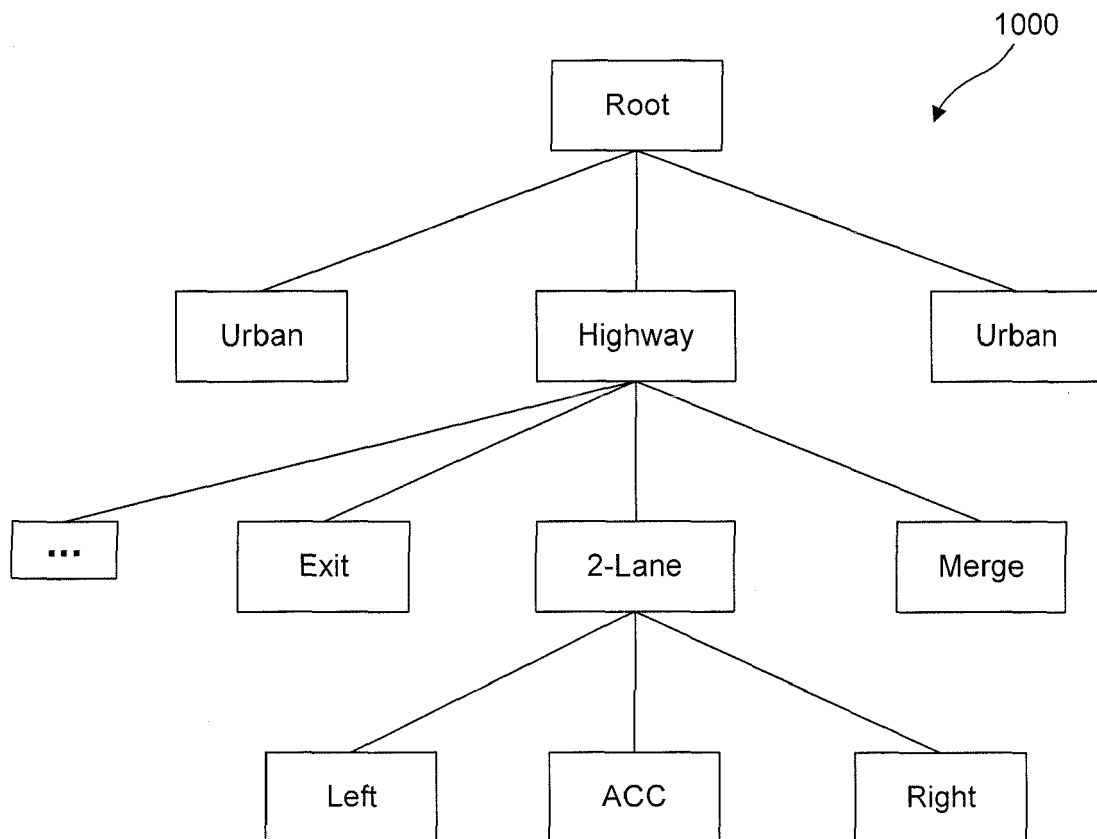 1000
Root
Urban
Highway
Urban
...
Exit
2-Lane
Merge
Left
ACC
Right